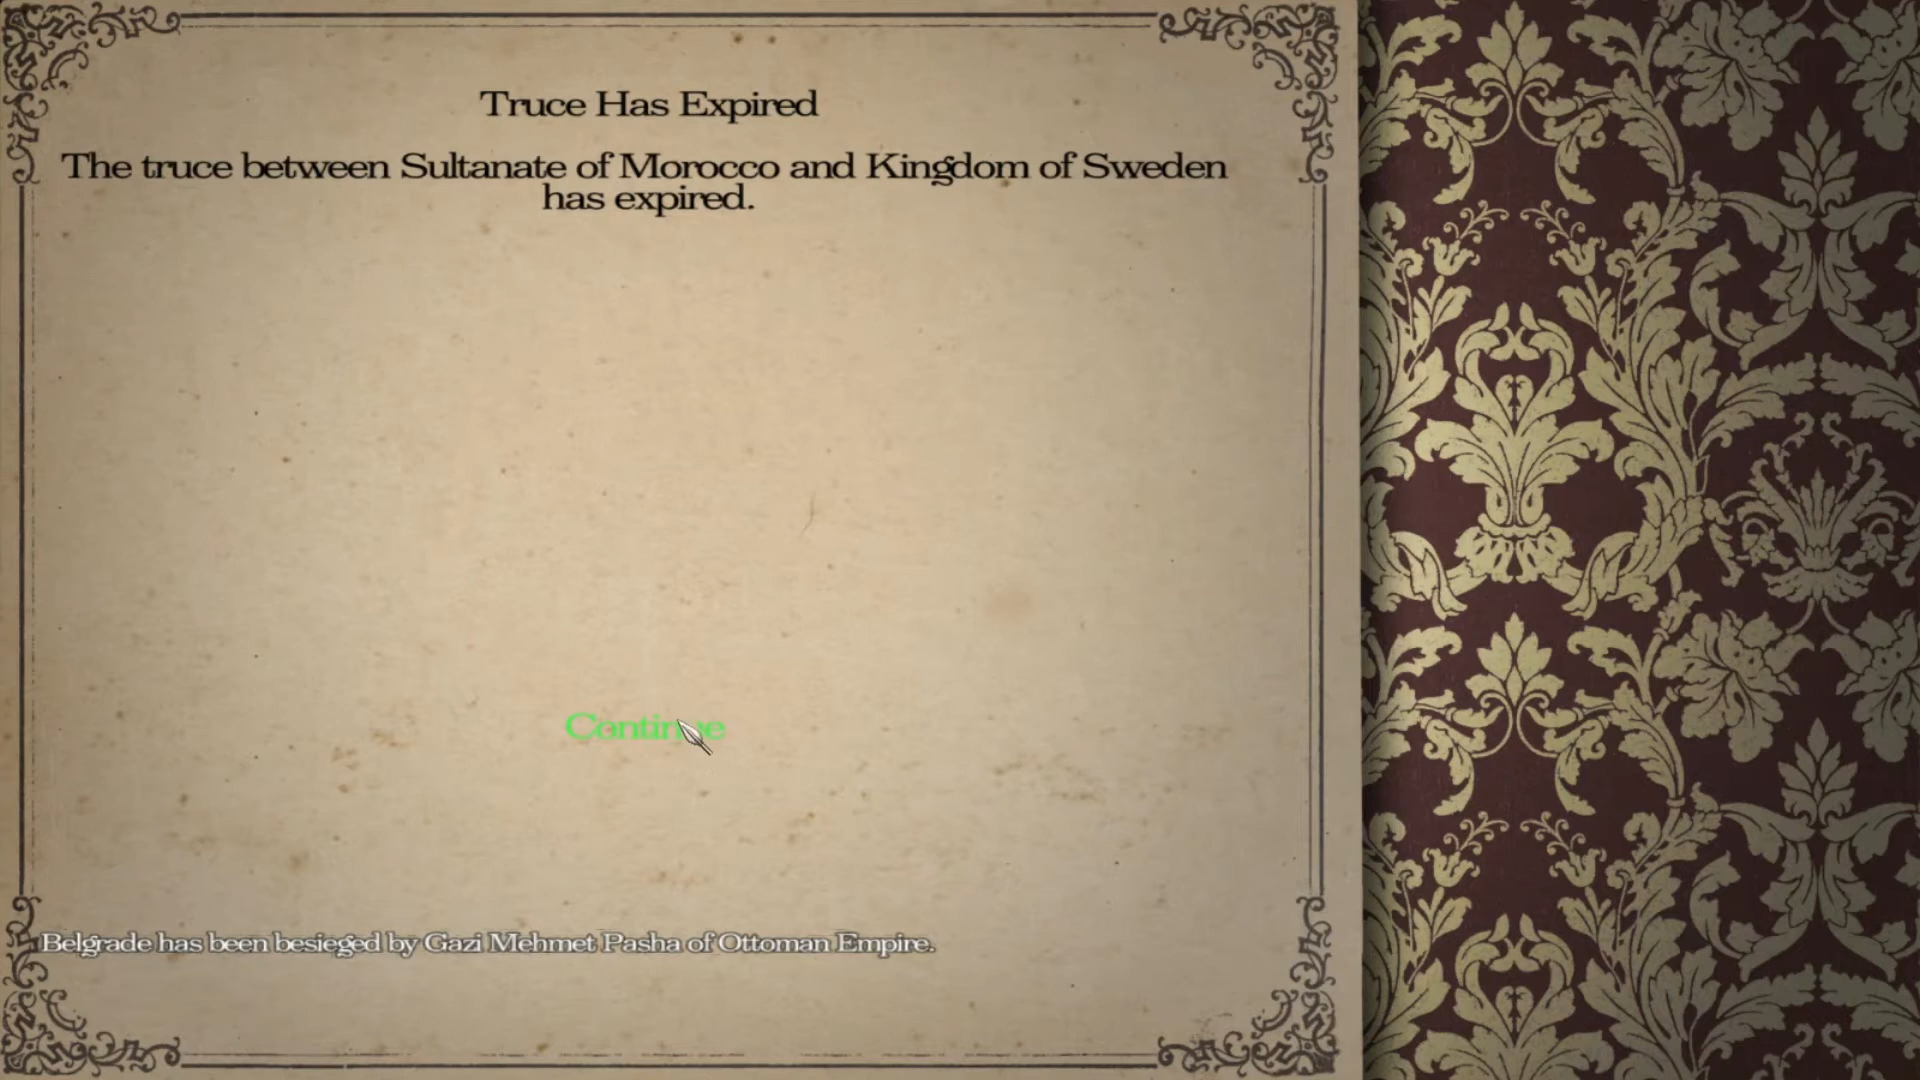 Truce Has Expired
The truce between Sultanate of Morocco and Kingdom of Sweden
has expired.
Continue
Belgrade has been besieged by Gazi Mehmet Pasha of Ottoman Empire.